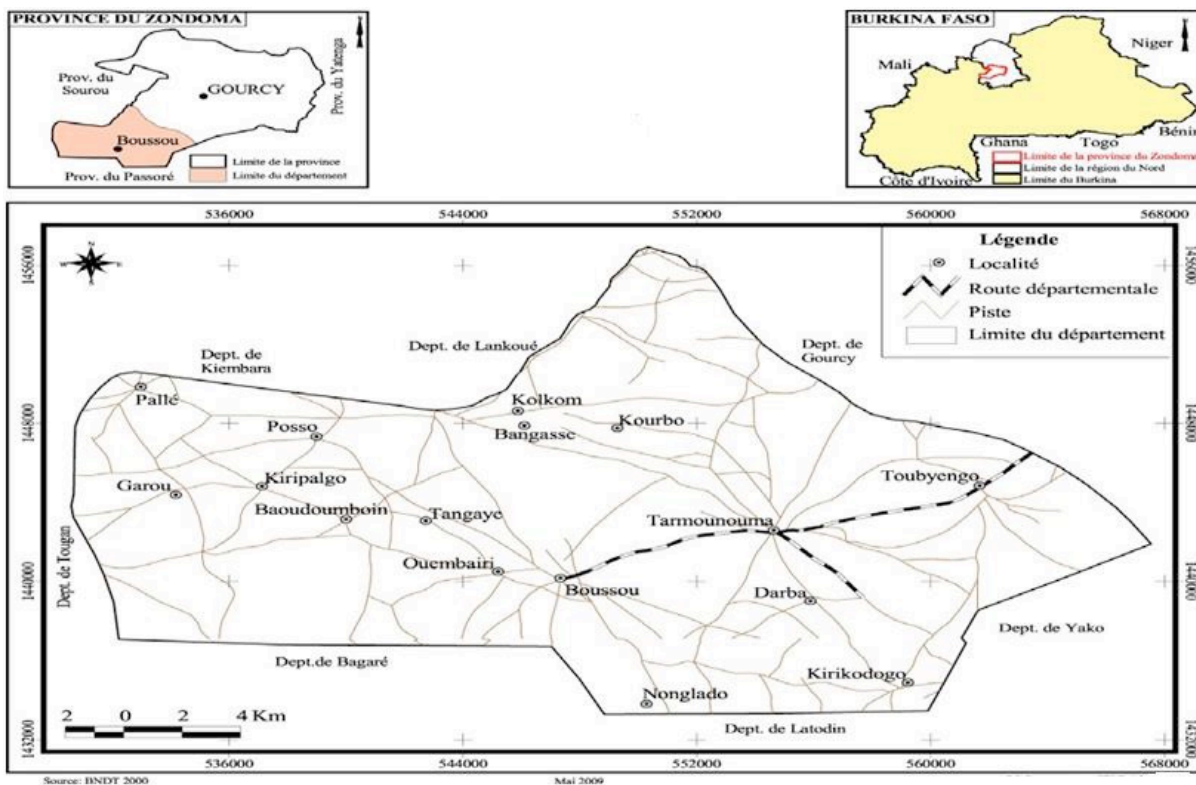 PROVINCE DU ZONDOMA
Prov. du
Sourou
GOURCY
Prov. du Yatenga
Boussou
Prov. du Passoré
Limite de la province
Limite du département
BURKINA FASO
Mali
Niger
Bénin
Ghana
Togo
Côte d'Ivoire
Limite de la province du Zondoma
Limite de la région du Nord
Limite du Burkina
536000
544000
552000
560000
568000
1456000
1448000
1440000
1432000
N
Légende
Localité
Route départementale
Piste
Limite du département
Dept. de
Kiembara
Dept. de Lankoué
Dept. de
Gourcy
Pallé
Kolkom
Bangasse
Kourbo
Posso
Garou
Kiripalgo
Baoudoumboin
Tangaye
Toubyengo
Tarmounouma
Ouembairi
Boussou
Darba
Dept. de Tougan
Dept.de Bagaré
Dept. de Yako
Kirikodogo
Nonglado
Dept. de Latodin
2 0 2 4 Km
1456000
1448000
1440000
1432000
536000
544000
552000
560000
568000
Source: BNDT 2000
Mai 2009